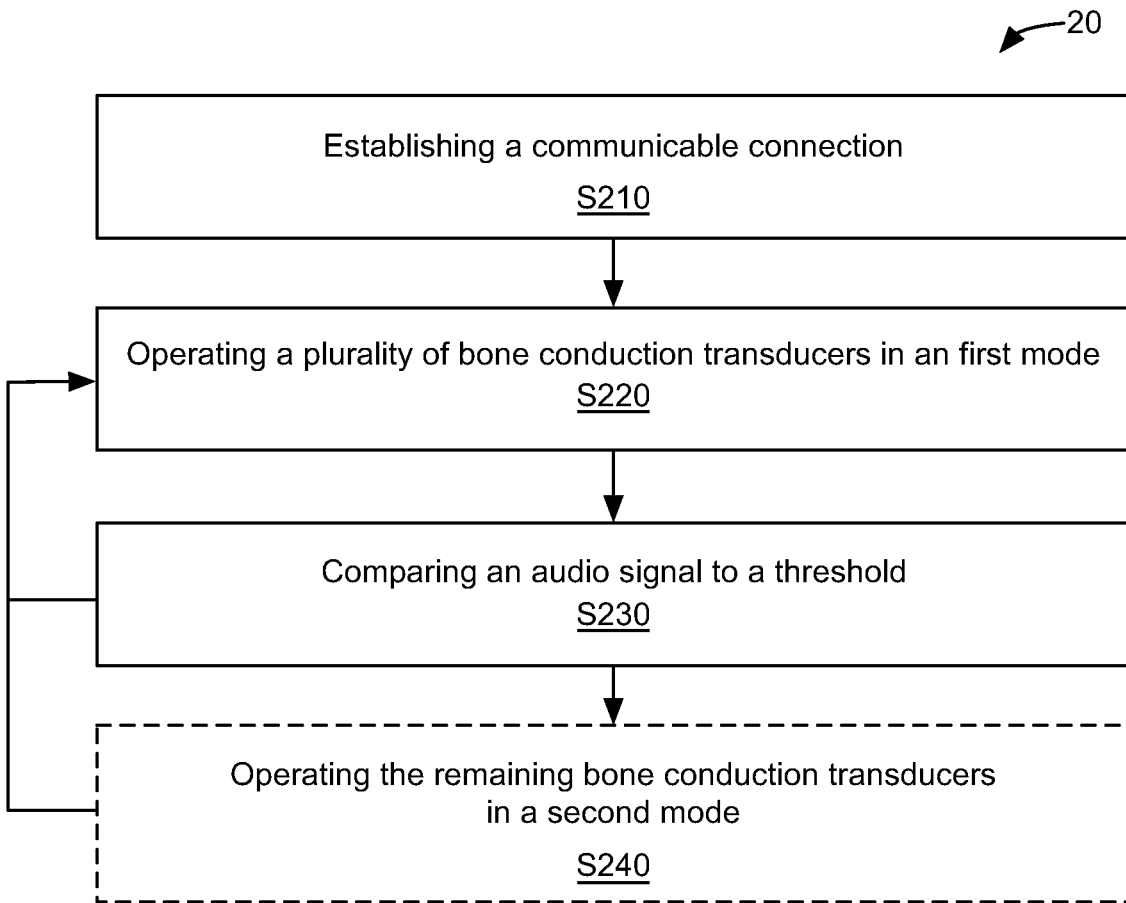 20
Establishing a communicable connection
S210
Operating a plurality of bone conduction transducers in an first mode
S220
Comparing an audio signal to a threshold
S230
Operating the remaining bone conduction transducers
in a second mode
S240